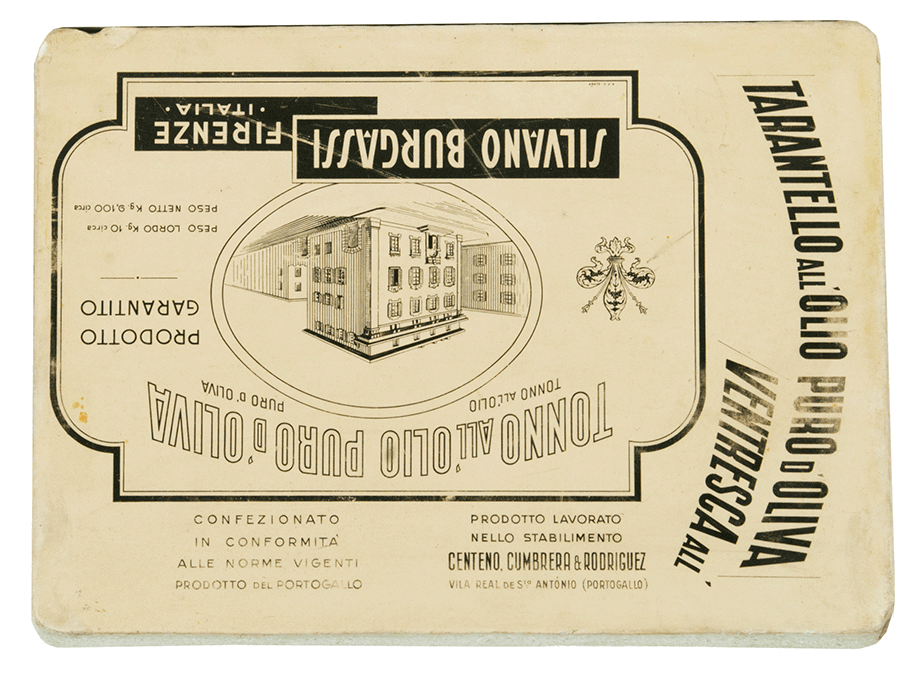 SILVANO BURGASSI
FIRENZE
• ITALIA •
PESO NETTO Kg. 9,100 circa
PESO LORDO Kg. 10 circa
PRODOTTO
GARANTITO
TONNO ALL'OLIO
PURO D'OLIVA
TONNO ALL'OLIO PURO D'OLIVA
CONFEZIONATO
IN CONFORMITA'
ALLE NORME VIGENTI
PRODOTTO DEL PORTOGALLO
PRODOTTO LAVORATO
NELLO STABILIMENTO
CENTENO, CUMBRERA & RODRIGUEZ
VILA REAL DE Sto ANTÓNIO (PORTOGALLO)
TARANTELLO ALL'OLIO PURO D'OLIVA
VENTRESCA ALL'